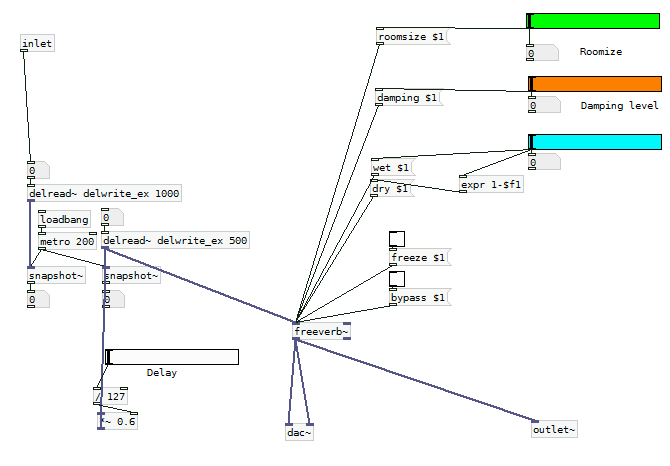 roomsize $1
inlet
0
Roomize
damping $1
0
Damping level
0
wet $1
0
delread~ delwrite_ex 1000
dry $1
expr 1-$f1
loadbang
0
metro 200
delread~ delwrite_ex 500
freeze $1
snapshot~
snapshot~
0
0
bypass $1
freeverb~
Delay
/ 127
*~ 0.6
dac~
outlet~